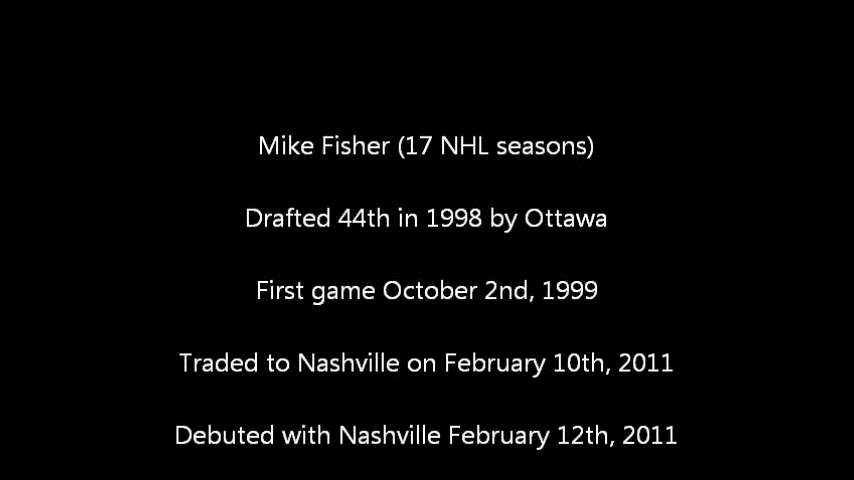 Mike Fisher (17 NHL seasons)
Drafted 44th in 1998 by Ottawa
First game October 2nd, 1999
Traded to Nashville on February 10th, 2011
Debuted with Nashville February 12th, 2011